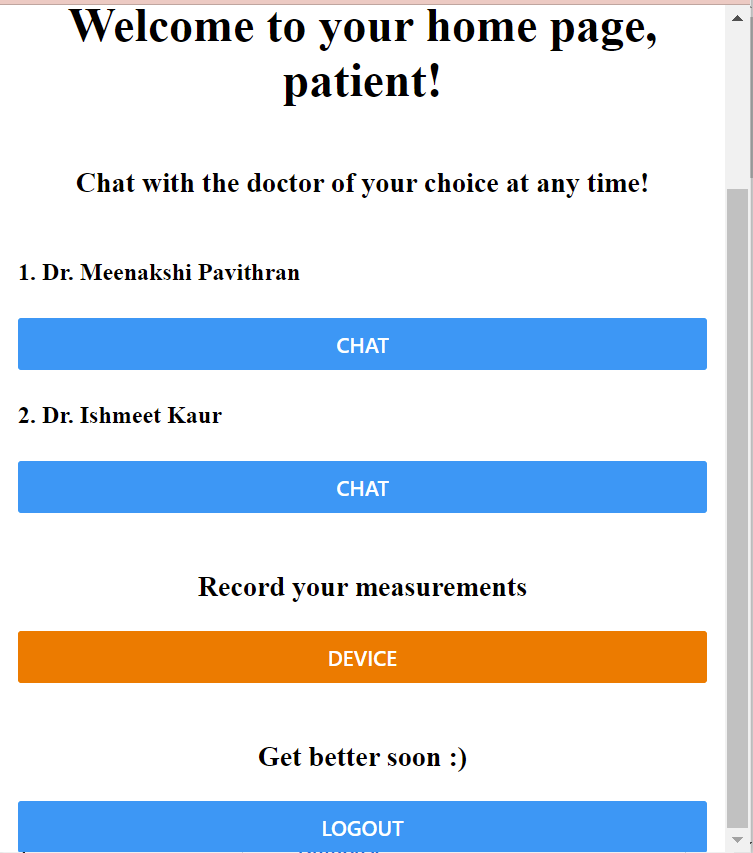 Welcome to your home page,
patient!
Chat with the doctor of your choice at any time!
1. Dr. Meenakshi Pavithran
CHAT
2. Dr. Ishmeet Kaur
CHAT
Record your measurements
DEVICE
Get better soon :)
LOGOUT